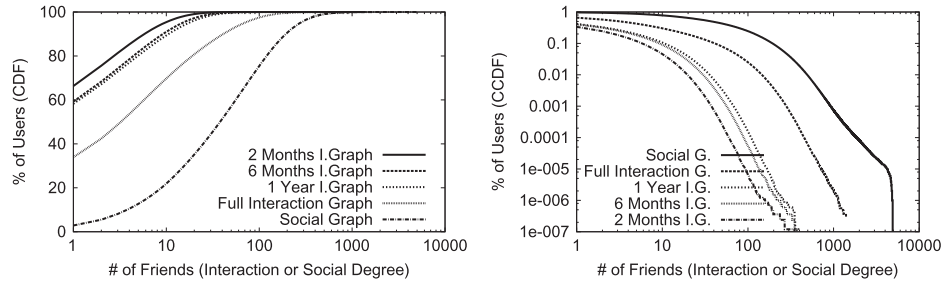 100
80
60
40
20
0
% of Users (CDF)
2 Months I.Graph
6 Months I.Graph
1 Year I.Graph
Full Interaction Graph
Social Graph
1 10 100 1000 10000
# of Friends (Interaction or Social Degree)
1
0.1
0.01
0.001
0.0001
1e-005
1e-006
1e-007
% of Users (CCDF)
Social G.
Full Interaction G.
1 Year I.G.
6 Months I.G.
2 Months I.G.
1 10 100 1000 10000
# of Friends (Interaction or Social Degree)